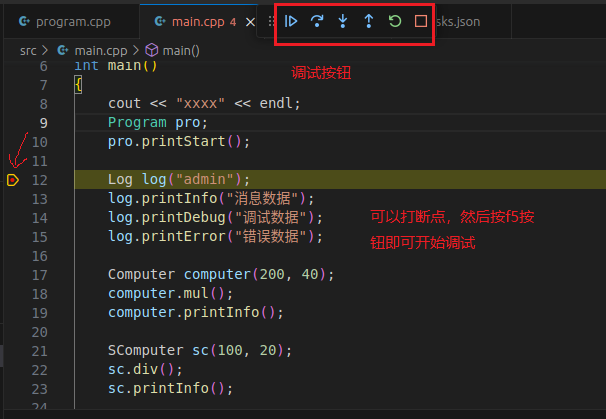 program.cpp
main.cpp 4
sks.json
src > main.cpp > main()
6 int main()
7 {
8 cout << "xxxx" << endl;
9 Program pro;
10 pro.printStart();
11
12 Log log("admin");
13 log.printInfo("消息数据");
14 log.printDebug("调试数据");
15 log.printError("错误数据");
16
17 Computer computer(200, 40);
18 computer.mul();
19 computer.printInfo();
20
21 SComputer sc(100, 20);
22 sc.div();
23 sc.printInfo();
24
调试按钮
可以打断点，然后按f5按
钮即可开始调试